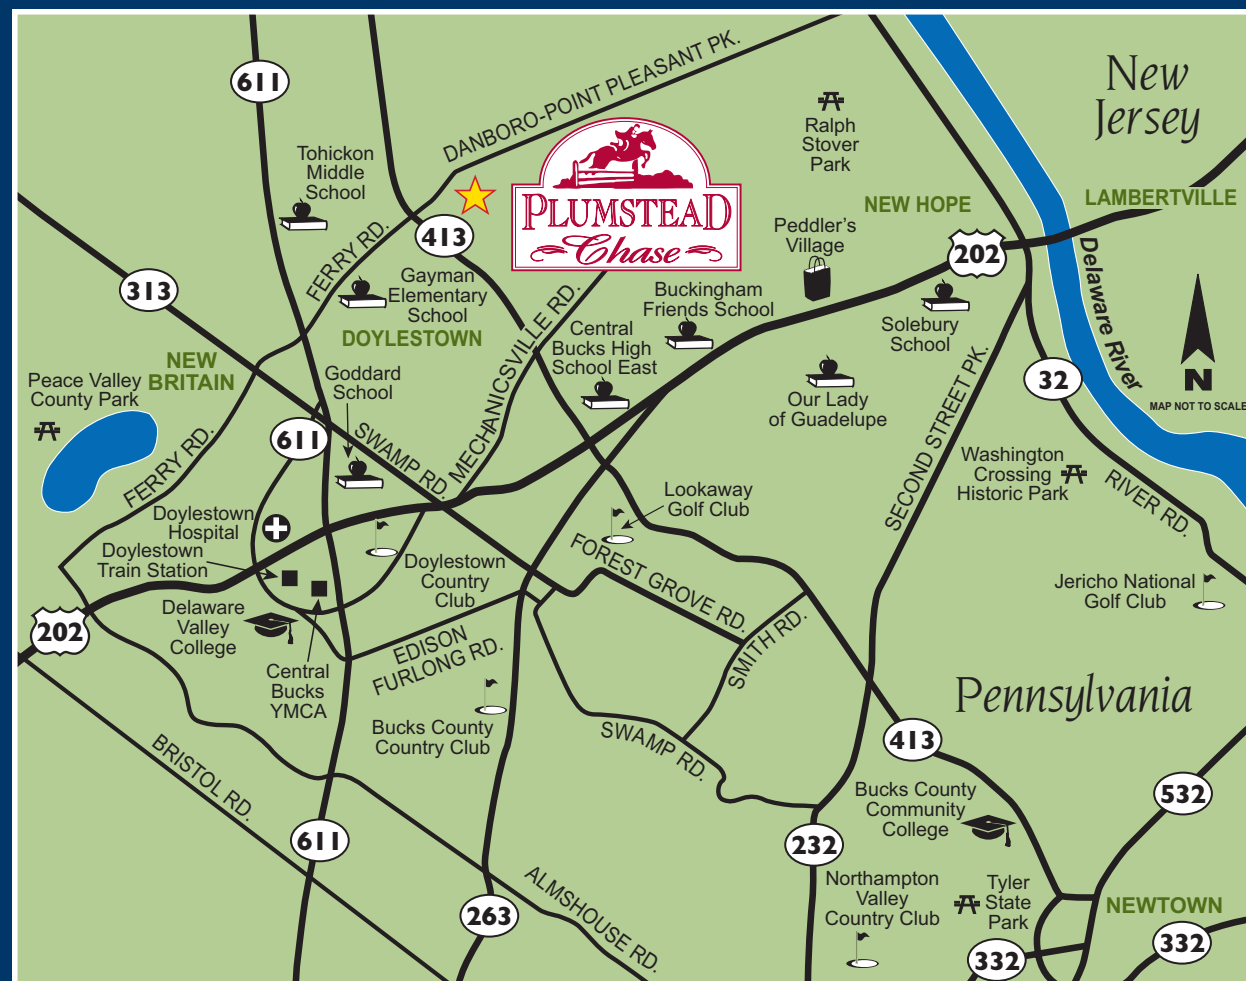 611
DANBORO-POINT PLEASANT PK.
New
Jersey
Ralph
Stover
Park
Tohickon
Middle
School
PLUMSTEAD
Chase
413
FERRY RD.
NEW HOPE
LAMBERTVILLE
Peddler's
Village
202
Delaware River
313
Gayman
Elementary
School
DOYLESTOWN
MECHANICSVILLE RD.
Buckingham
Friends School
Central
Bucks High
School East
Solebury
School
N
MAP NOT TO SCALE
NEW
BRITAIN
Peace Valley
County Park
Goddard
School
Our Lady
of Guadelupe
32
SECOND STREET PK.
611
SWAMP RD.
FERRY RD.
Washington
Crossing
Historic Park
RIVER RD.
Lookaway
Golf Club
Doylestown
Hospital
Doylestown
Train Station
Doylestown
Country
Club
FOREST GROVE RD.
Jericho National
Golf Club
202
Delaware
Valley
College
EDISON
FURLONG RD.
SMITH RD.
Central
Bucks
YMCA
Pennsylvania
Bucks County
Country Club
SWAMP RD.
413
BRISTOL RD.
Bucks County
Community
College
532
611
232
ALMSHOUSE RD.
263
Northampton
Valley
Country Club
Tyler
State
Park
NEWTOWN
332
332